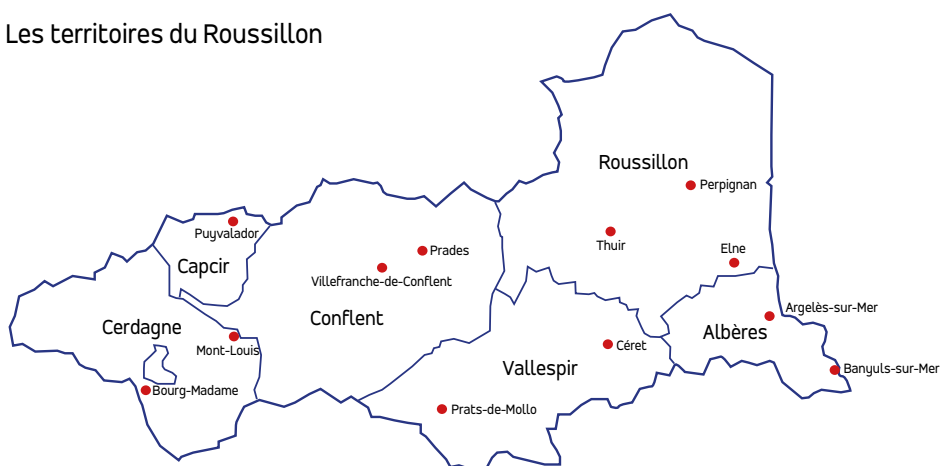 Les territoires du Roussillon
Roussillon
Perpignan
Thuir
Elne
Puyvalador
Capcir
Prades
Villefranche-de-Conflent
Conflent
Cerdagne
Mont-Louis
Bourg-Madame
Argelès-sur-Mer
Albères
Céret
Vallespir
Banyuls-sur-Mer
Prats-de-Mollo